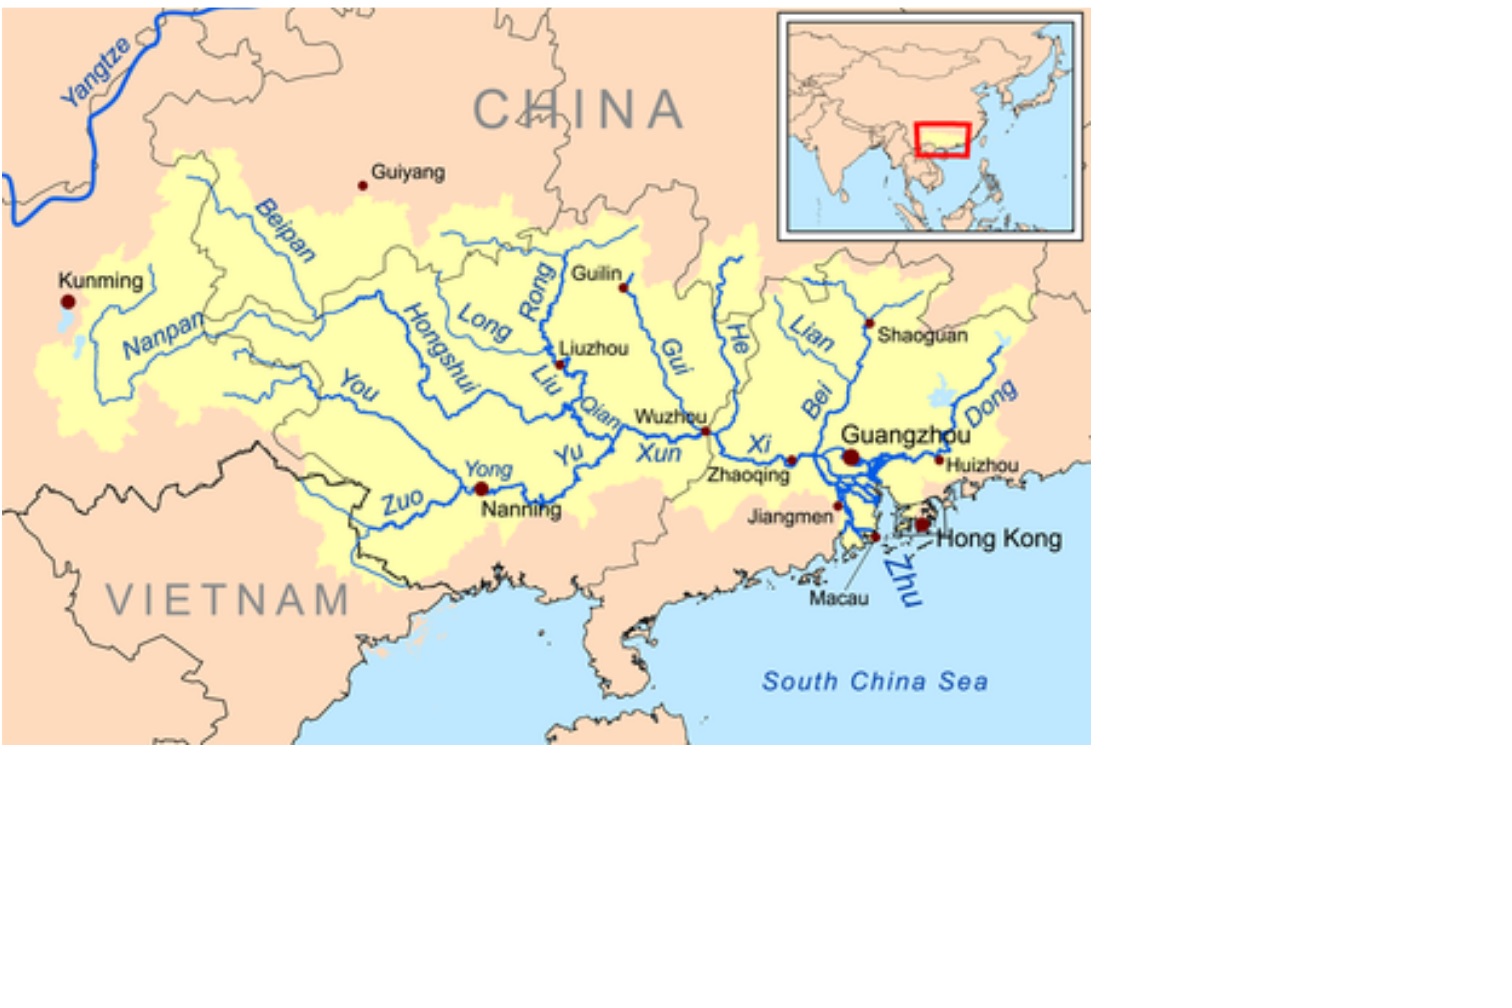 Yangtze
CHINA
Guiyang
Beipan
Kunming
Nanpan
Hongshui
Long
Rong
Guilin
Gui
He
Lian
Shaoguan
Liuzhou
Liu
Qian
You
Wuzhou
Bei
Dong
Guangzhou
Xi
Xun
Yu
Yong
Zhaoqing
Huizhou
Zuo
Nanning
Jiangmen
Hong Kong
Zhu
Macau
VIETNAM
South China Sea